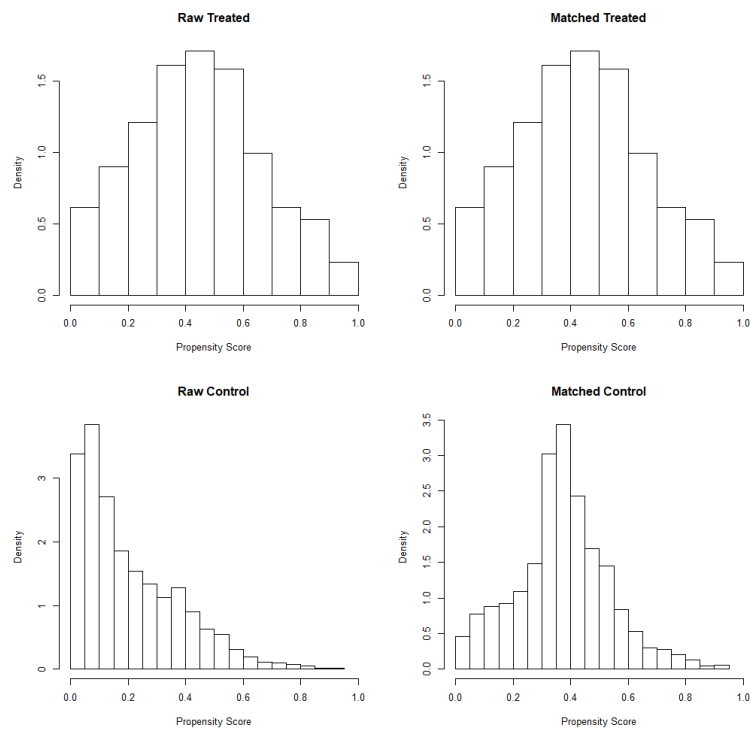 Raw Treated
Density
0.0 0.5 1.0 1.5
0.0 0.2 0.4 0.6 0.8 1.0
Propensity Score
Matched Treated
Density
0.0 0.5 1.0 1.5
0.0 0.2 0.4 0.6 0.8 1.0
Propensity Score
Raw Control
Density
0 1 2 3
0.0 0.2 0.4 0.6 0.8 1.0
Propensity Score
Matched Control
Density
0.0 0.5 1.0 1.5 2.0 2.5 3.0 3.5
0.0 0.2 0.4 0.6 0.8 1.0
Propensity Score